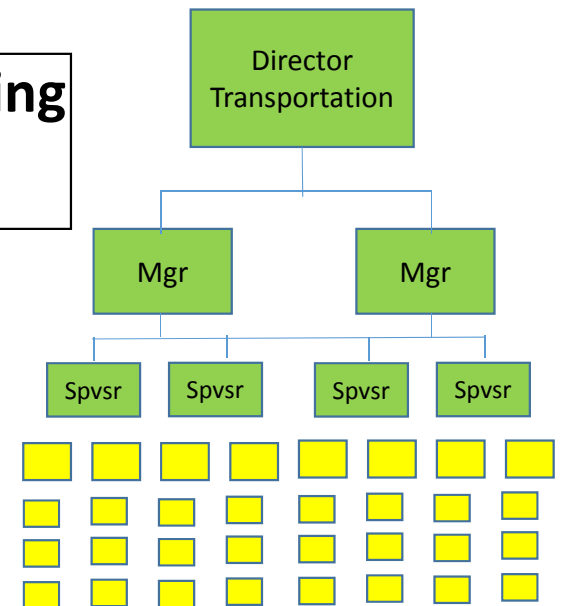 Director
Transportation
ing
Mgr
Mgr
Spvsr
Spvsr
Spvsr
Spvsr